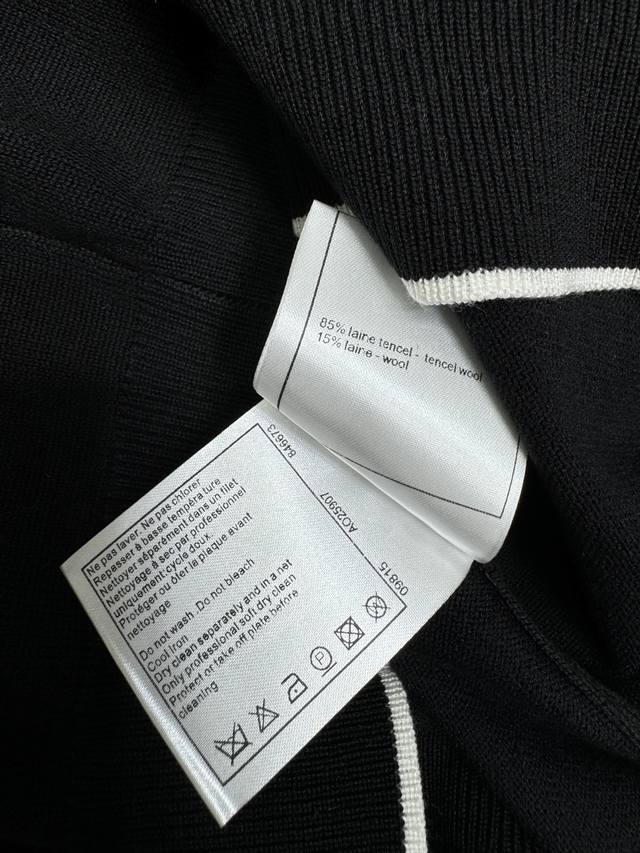 85% laine tencel - tencel wool
15% laine - wool
846673
AO25907
09815
Ne pas laver. Ne pas chlorer
Repasser à basse température
Nettoyer séparément dans un filet
Nettoyage à sec par professionnel
uniquement cycle doux.
Protéger ou ôter la plaque avant
nettoyage
Do not wash .Do not bleach
Cool iron
Dry clean separately and in a net
Only professional soft dry clean
Protect or take off plate before
cleaning
P